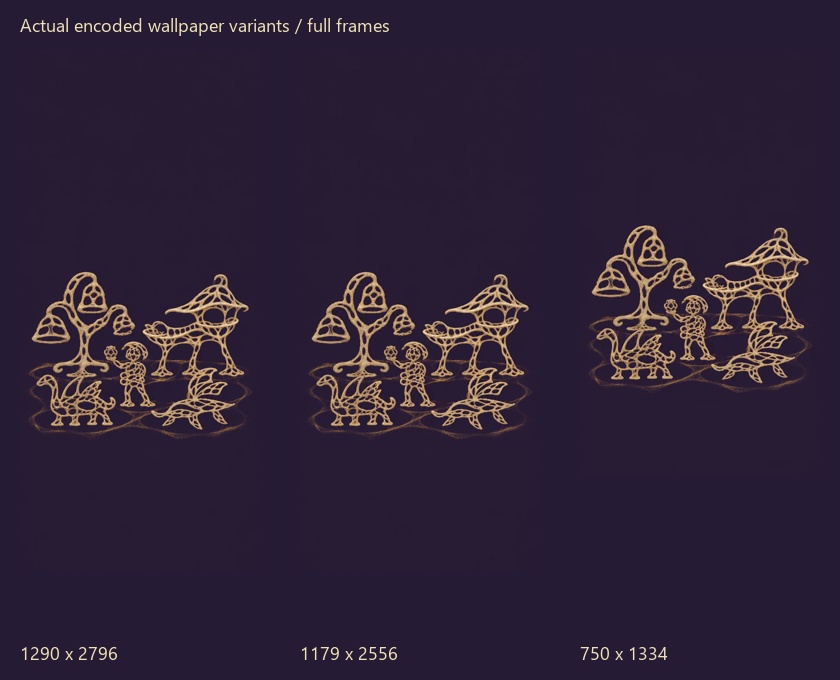 Actual encoded wallpaper variants / full frames
1290 x 2796
1179 x 2556
750 x 1334